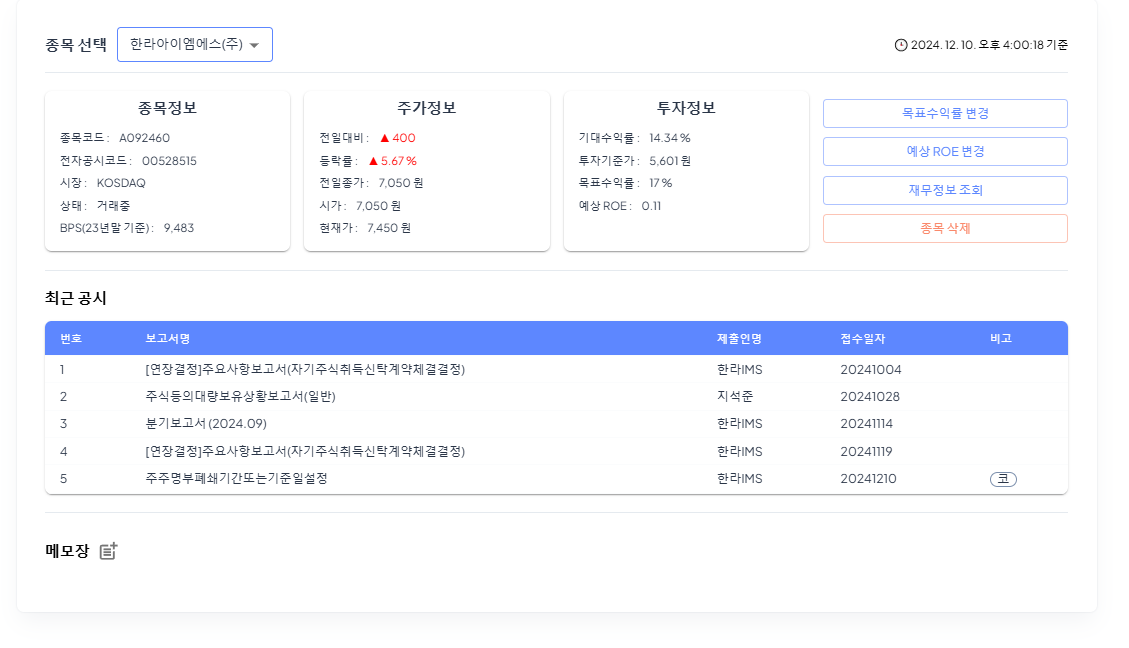 종목 선택 한라아이엠에스(주) 2024. 12. 10. 오후 4:00:18 기준
종목정보
종목코드 : A092460
전자공시코드 : 00528515
시장 : KOSDAQ
상태 : 거래중
BPS(23년말 기준) : 9,483
주가정보
전일대비 : ▲ 400
등락률 : ▲ 5.67 %
전일종가 : 7,050 원
시가 : 7,050 원
현재가 : 7,450 원
투자정보
기대수익률 : 14.34 %
투자기준가 : 5,601 원
목표수익률 : 17 %
예상 ROE : 0.11
목표수익률 변경
예상 ROE 변경
재무정보 조회
종목 삭제
최근 공시
번호 보고서명 제출인명 접수일자 비고
1 [연장결정]주요사항보고서(자기주식취득신탁계약체결결정) 한라IMS 20241004
2 주식등의대량보유상황보고서(일반) 지석준 20241028
3 분기보고서 (2024.09) 한라IMS 20241114
4 [연장결정]주요사항보고서(자기주식취득신탁계약체결결정) 한라IMS 20241119
5 주주명부폐쇄기간또는기준일설정 한라IMS 20241210 코
메모장